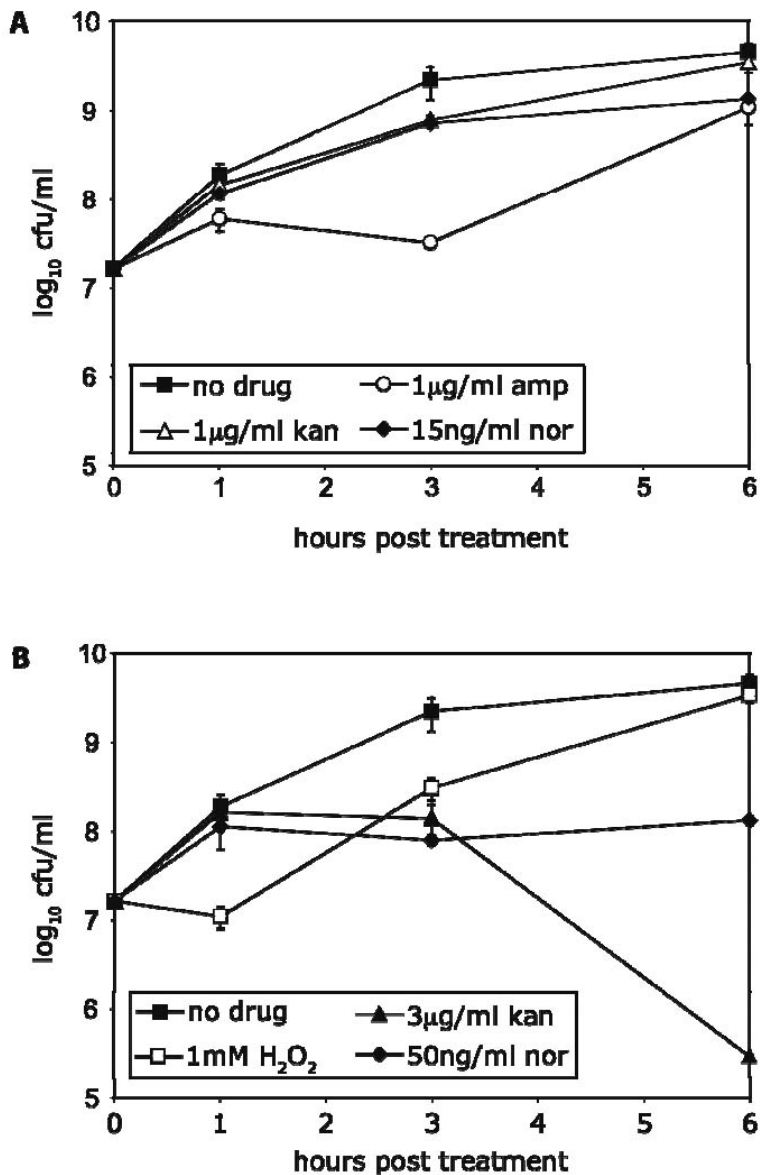 A
10
9
8
7
6
5
log₁₀ cfu/ml
no drug 1μg/ml amp
1μg/ml kan 15ng/ml nor
0 1 2 3 4 5 6
hours post treatment
B
10
9
8
7
6
5
log₁₀ cfu/ml
no drug 3μg/ml kan
1mM H₂O₂ 50ng/ml nor
0 1 2 3 4 5 6
hours post treatment